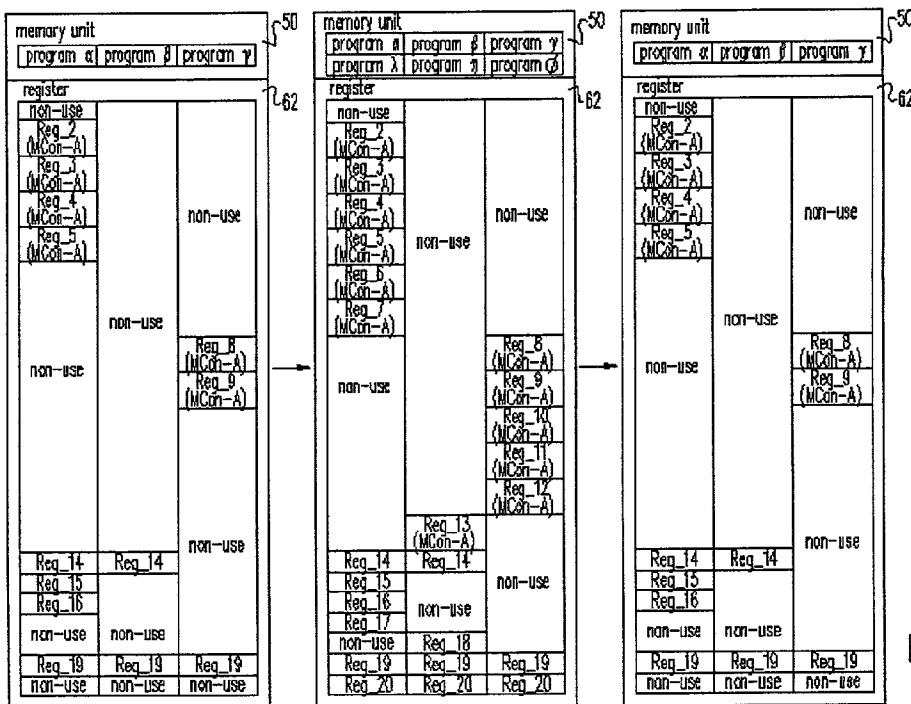 memory unit
50
program α program β program γ
register
62
non-use
Reg_2
(MCon-A)
Reg_3
(MCon-A)
Reg_4
(MCon-A)
Reg_5
(MCon-A)
non-use
non-use
non-use
Reg_8
(MCon-A)
Reg_9
(MCon-A)
non-use
Reg_14 Reg_14
Reg_15
Reg_16
non-use non-use
Reg_19 Reg_19 Reg_19
non-use non-use non-use
memory unit
50
program α program β program γ
program λ program η program ϕ
register
62
non-use
Reg_2
(MCon-A)
Reg_3
(MCon-A)
Reg_4
(MCon-A)
Reg_5
(MCon-A)
Reg_6
(MCon-A)
Reg_7
(MCon-A)
non-use
non-use
non-use
Reg_8
(MCon-A)
Reg_9
(MCon-A)
Reg_10
(MCon-A)
Reg_11
(MCon-A)
Reg_12
(MCon-A)
Reg_13
(MCon-A)
non-use
Reg_14 Reg_14
Reg_15
Reg_16
Reg_17
non-use
non-use Reg_18
Reg_19 Reg_19 Reg_19
Reg_20 Reg_20 Reg_20
memory unit
50
program α program β program γ
register
62
non-use
Reg_2
(MCon-A)
Reg_3
(MCon-A)
Reg_4
(MCon-A)
Reg_5
(MCon-A)
non-use
non-use
non-use
Reg_8
(MCon-A)
Reg_9
(MCon-A)
non-use
Reg_14 Reg_14
Reg_15
Reg_16
non-use non-use
Reg_19 Reg_19 Reg_19
non-use non-use non-use